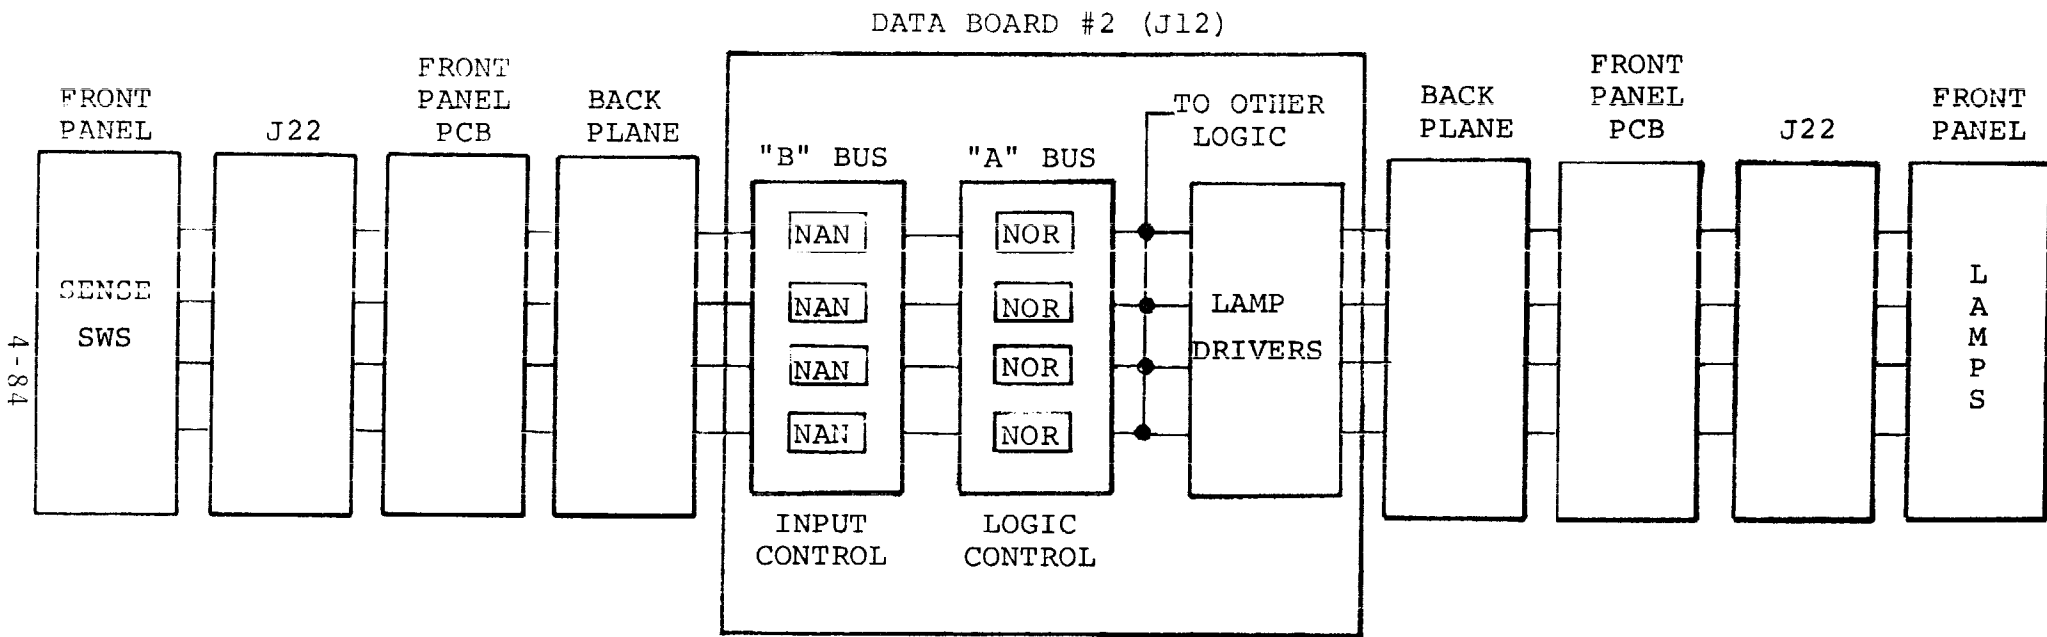 DATA BOARD #2 (J12)
FRONT
PANEL
J22
FRONT
PANEL
PCB
BACK
PLANE
TO OTHER
LOGIC
"B" BUS
"A" BUS
BACK
PLANE
FRONT
PANEL
PCB
J22
FRONT
PANEL
SENSE
SWS
NAN
NAN
NAN
NAN
NOR
NOR
NOR
NOR
LAMP
DRIVERS
LAMPS
INPUT
CONTROL
LOGIC
CONTROL
4-84